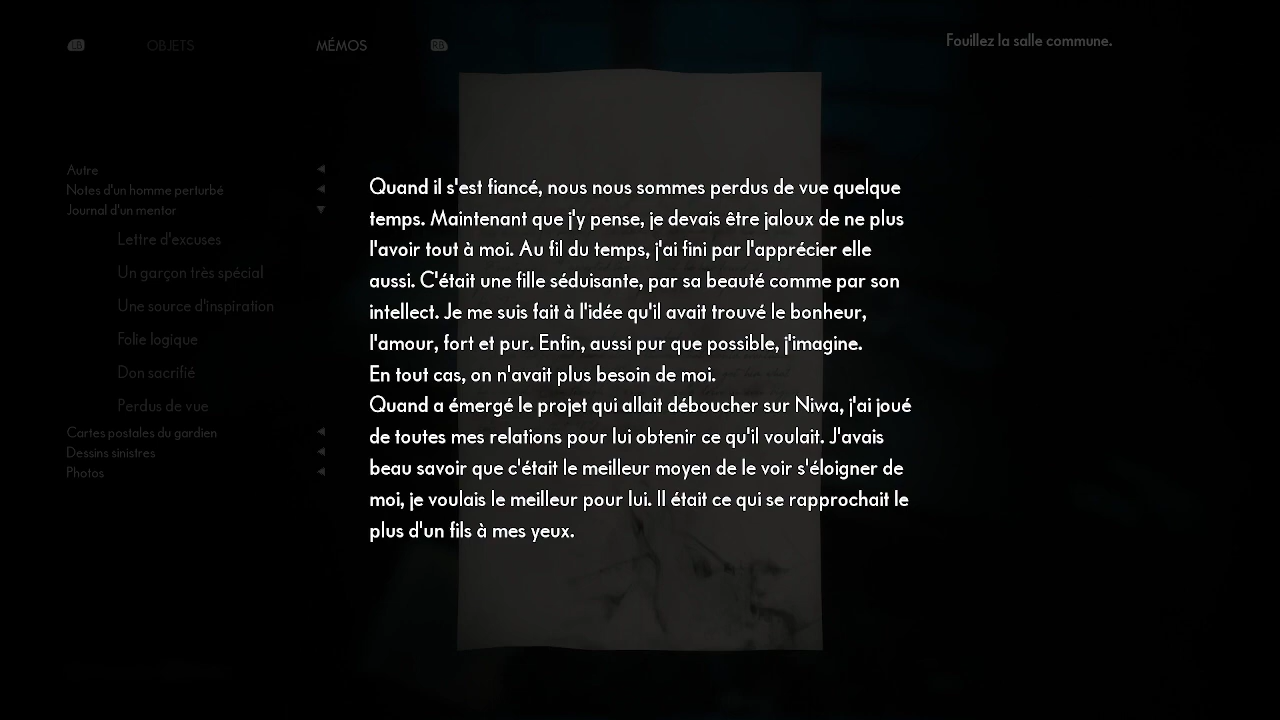 LB OBJETS MÉMOS RB
Fouillez la salle commune.
Autre
Notes d'un homme perturbé
Journal d'un mentor
Lettre d'excuses
Un garçon très spécial
Une source d'inspiration
Folie logique
Don sacrifié
Perdus de vue
Cartes postales du gardien
Dessins sinistres
Photos
Quand il s'est fiancé, nous nous sommes perdus de vue quelque
temps. Maintenant que j'y pense, je devais être jaloux de ne plus
l'avoir tout à moi. Au fil du temps, j'ai fini par l'apprécier elle
aussi. C'était une fille séduisante, par sa beauté comme par son
intellect. Je me suis fait à l'idée qu'il avait trouvé le bonheur,
l'amour, fort et pur. Enfin, aussi pur que possible, j'imagine.
En tout cas, on n'avait plus besoin de moi.
Quand a émergé le projet qui allait déboucher sur Niwa, j'ai joué
de toutes mes relations pour lui obtenir ce qu'il voulait. J'avais
beau savoir que c'était le meilleur moyen de le voir s'éloigner de
moi, je voulais le meilleur pour lui. Il était ce qui se rapprochait le
plus d'un fils à mes yeux.